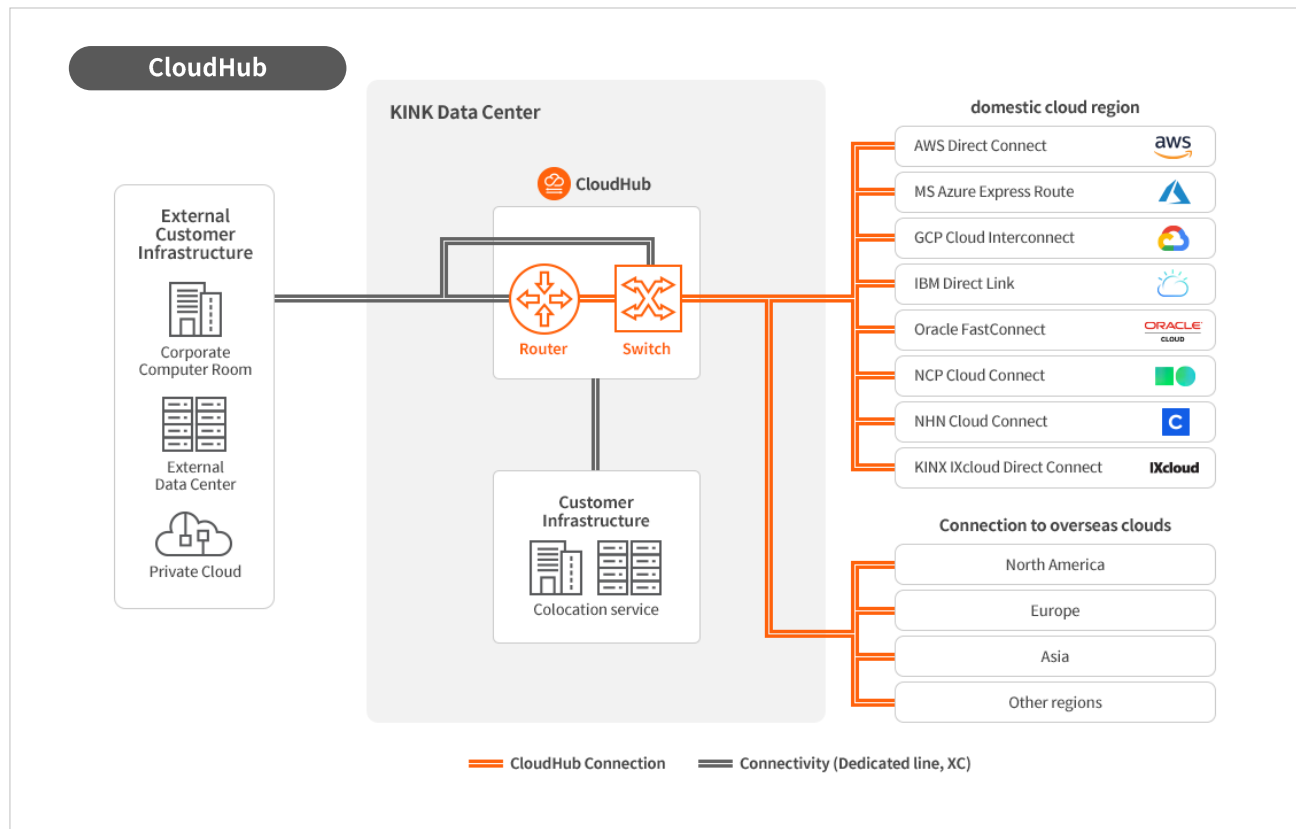 CloudHub
KINK Data Center
CloudHub
Router
Switch
External
Customer
Infrastructure
Corporate
Computer Room
External
Data Center
Private Cloud
Customer
Infrastructure
Colocation service
domestic cloud region
AWS Direct Connect
aws
MS Azure Express Route
GCP Cloud Interconnect
IBM Direct Link
Oracle FastConnect
ORACLE
CLOUD
NCP Cloud Connect
NHN Cloud Connect
C
KINX IXcloud Direct Connect
IXcloud
Connection to overseas clouds
North America
Europe
Asia
Other regions
CloudHub Connection
Connectivity (Dedicated line, XC)